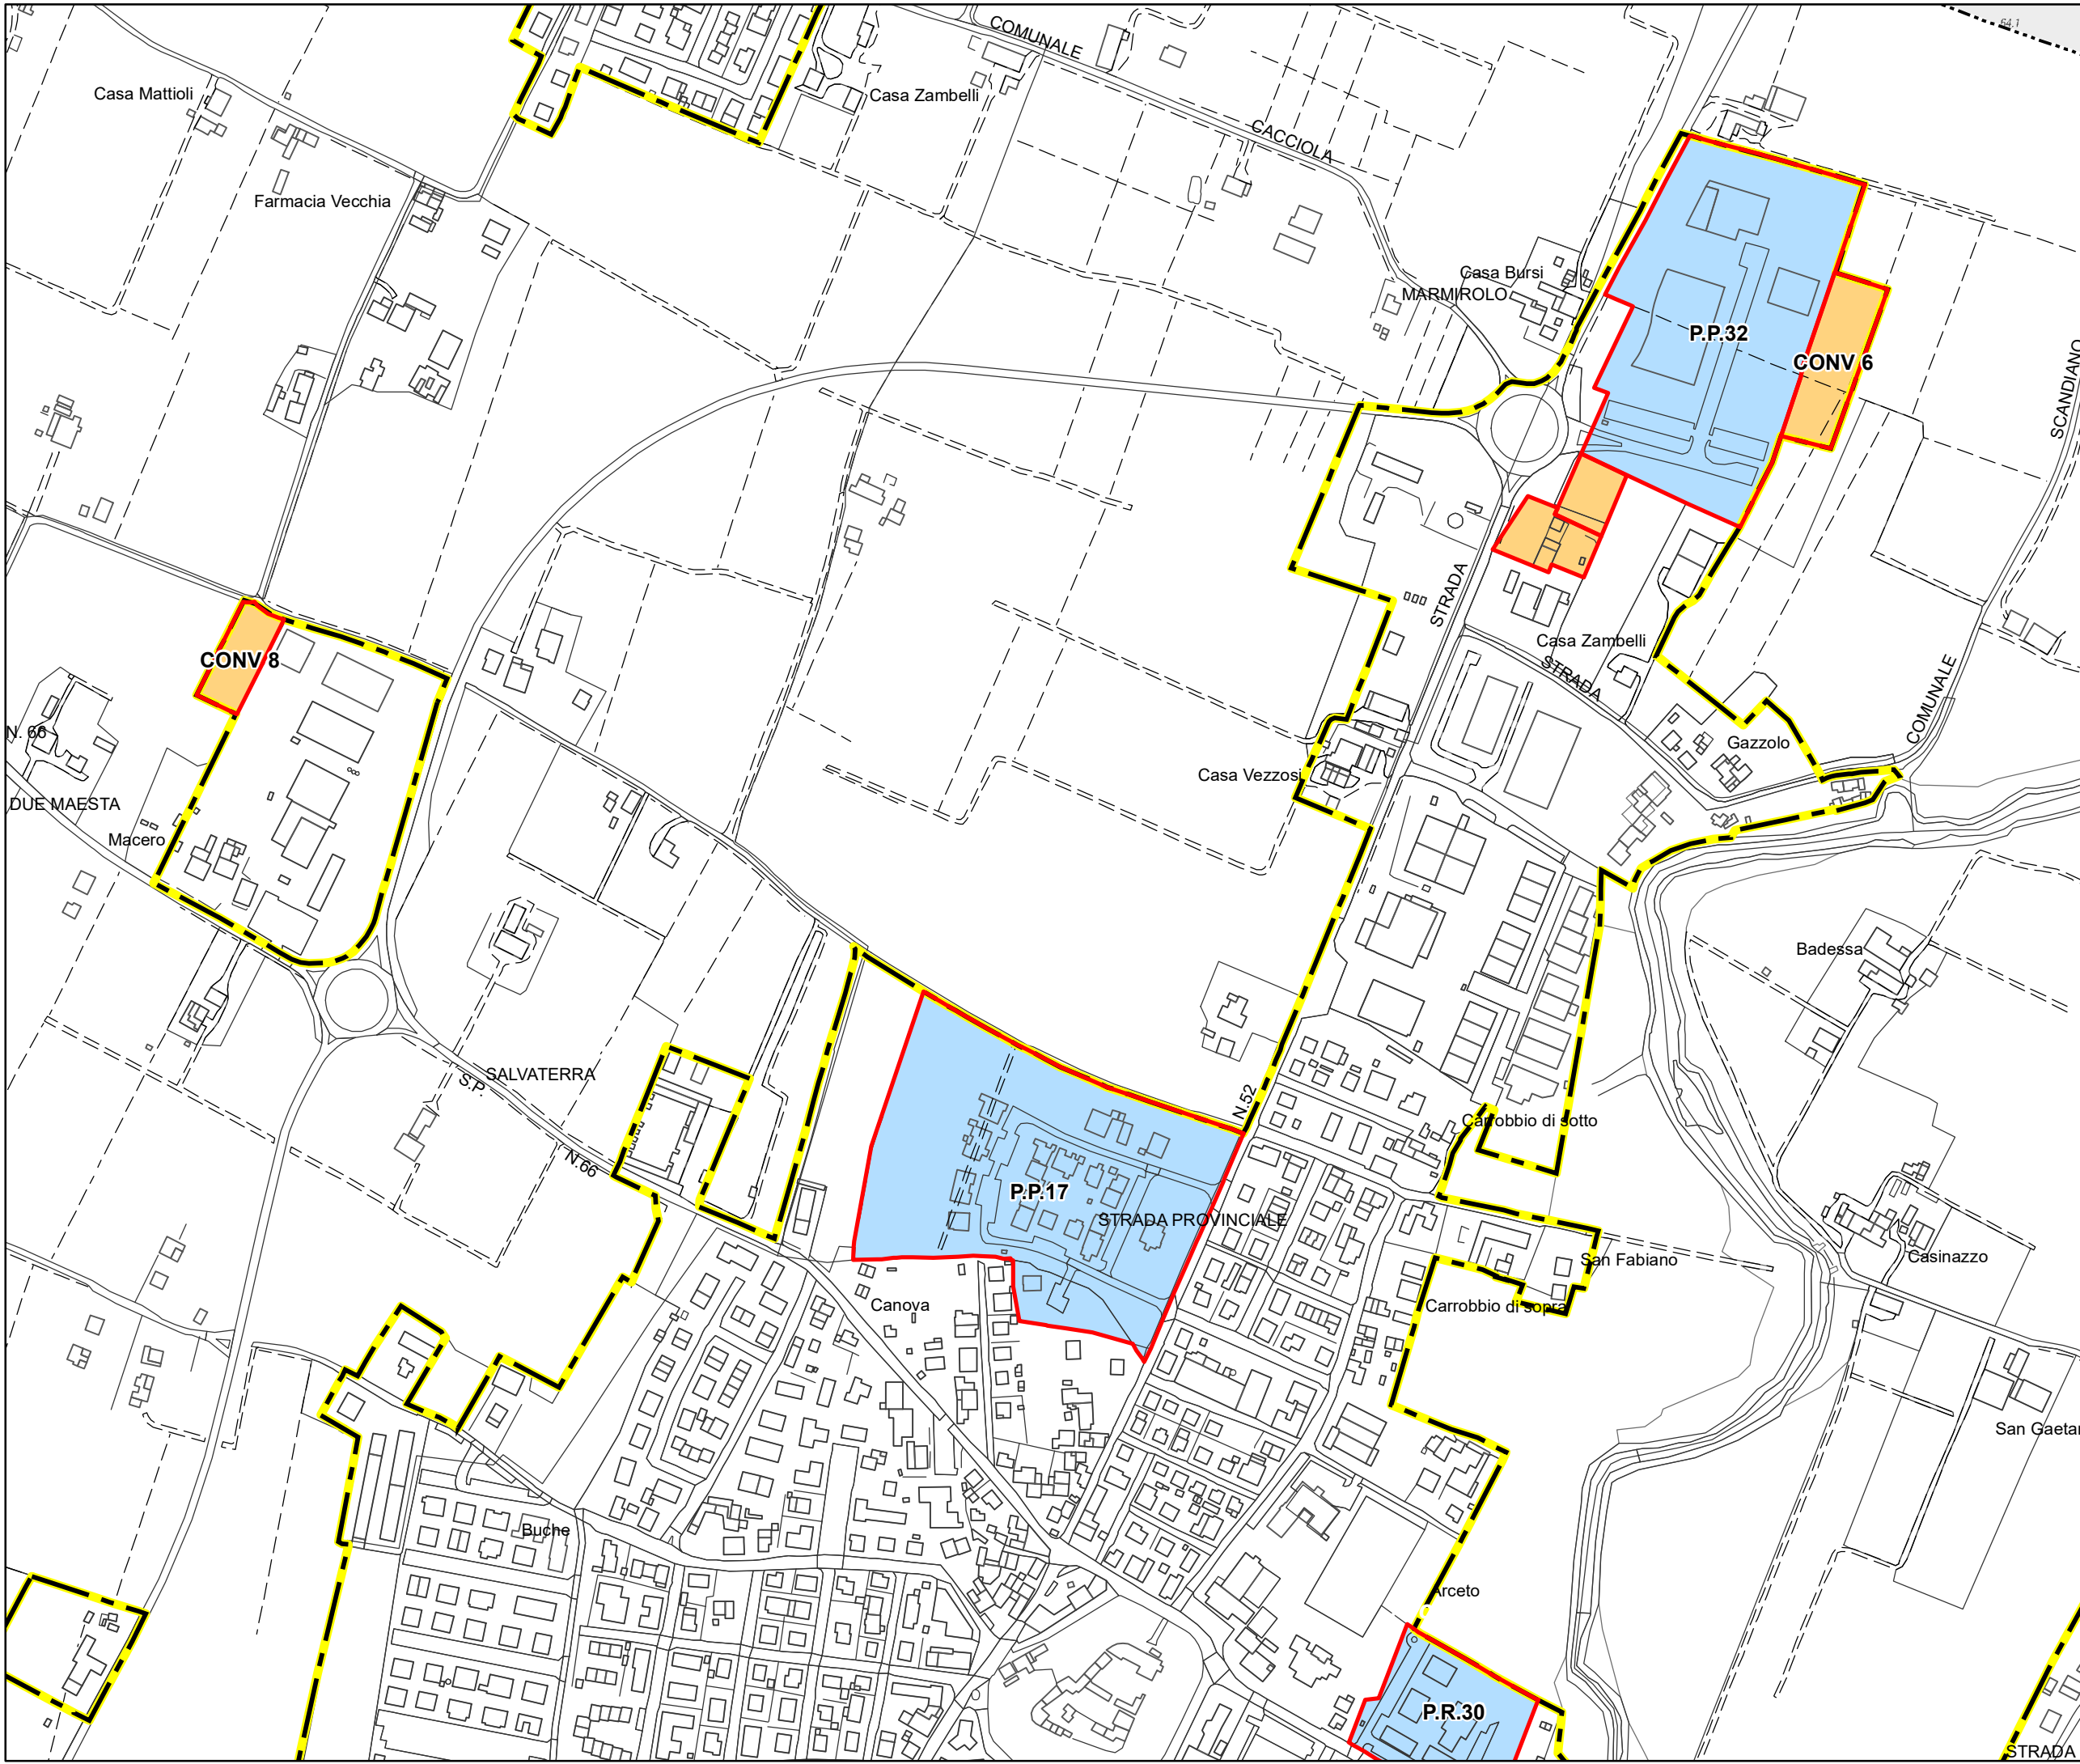 64.1
COMUNALE
Casa Mattioli
Casa Zambelli
CACCIOLA
Farmacia Vecchia
Casa Bursi
MARMIROLO
P.P.32
CONV 6
SCANDIANO
STRADA
Casa Zambelli
STRADA
CONV 8
COMUNALE
N. 66
Gazzolo
Casa Vezzosi
DUE MAESTA
Macero
Badessa
SALVATERRA
S.P.
N.52
Carrobbio di sotto
N.66
P.P.17
STRADA PROVINCIALE
San Fabiano
Casinazzo
Canova
Carrobbio di sopra
San Gaetan
Buche
Arceto
P.R.30
STRADA